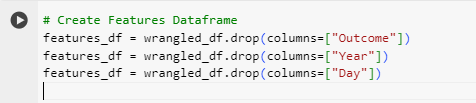 # Create Features Dataframe
features_df = wrangled_df.drop(columns=["Outcome"])
features_df = wrangled_df.drop(columns=["Year"])
features_df = wrangled_df.drop(columns=["Day"])